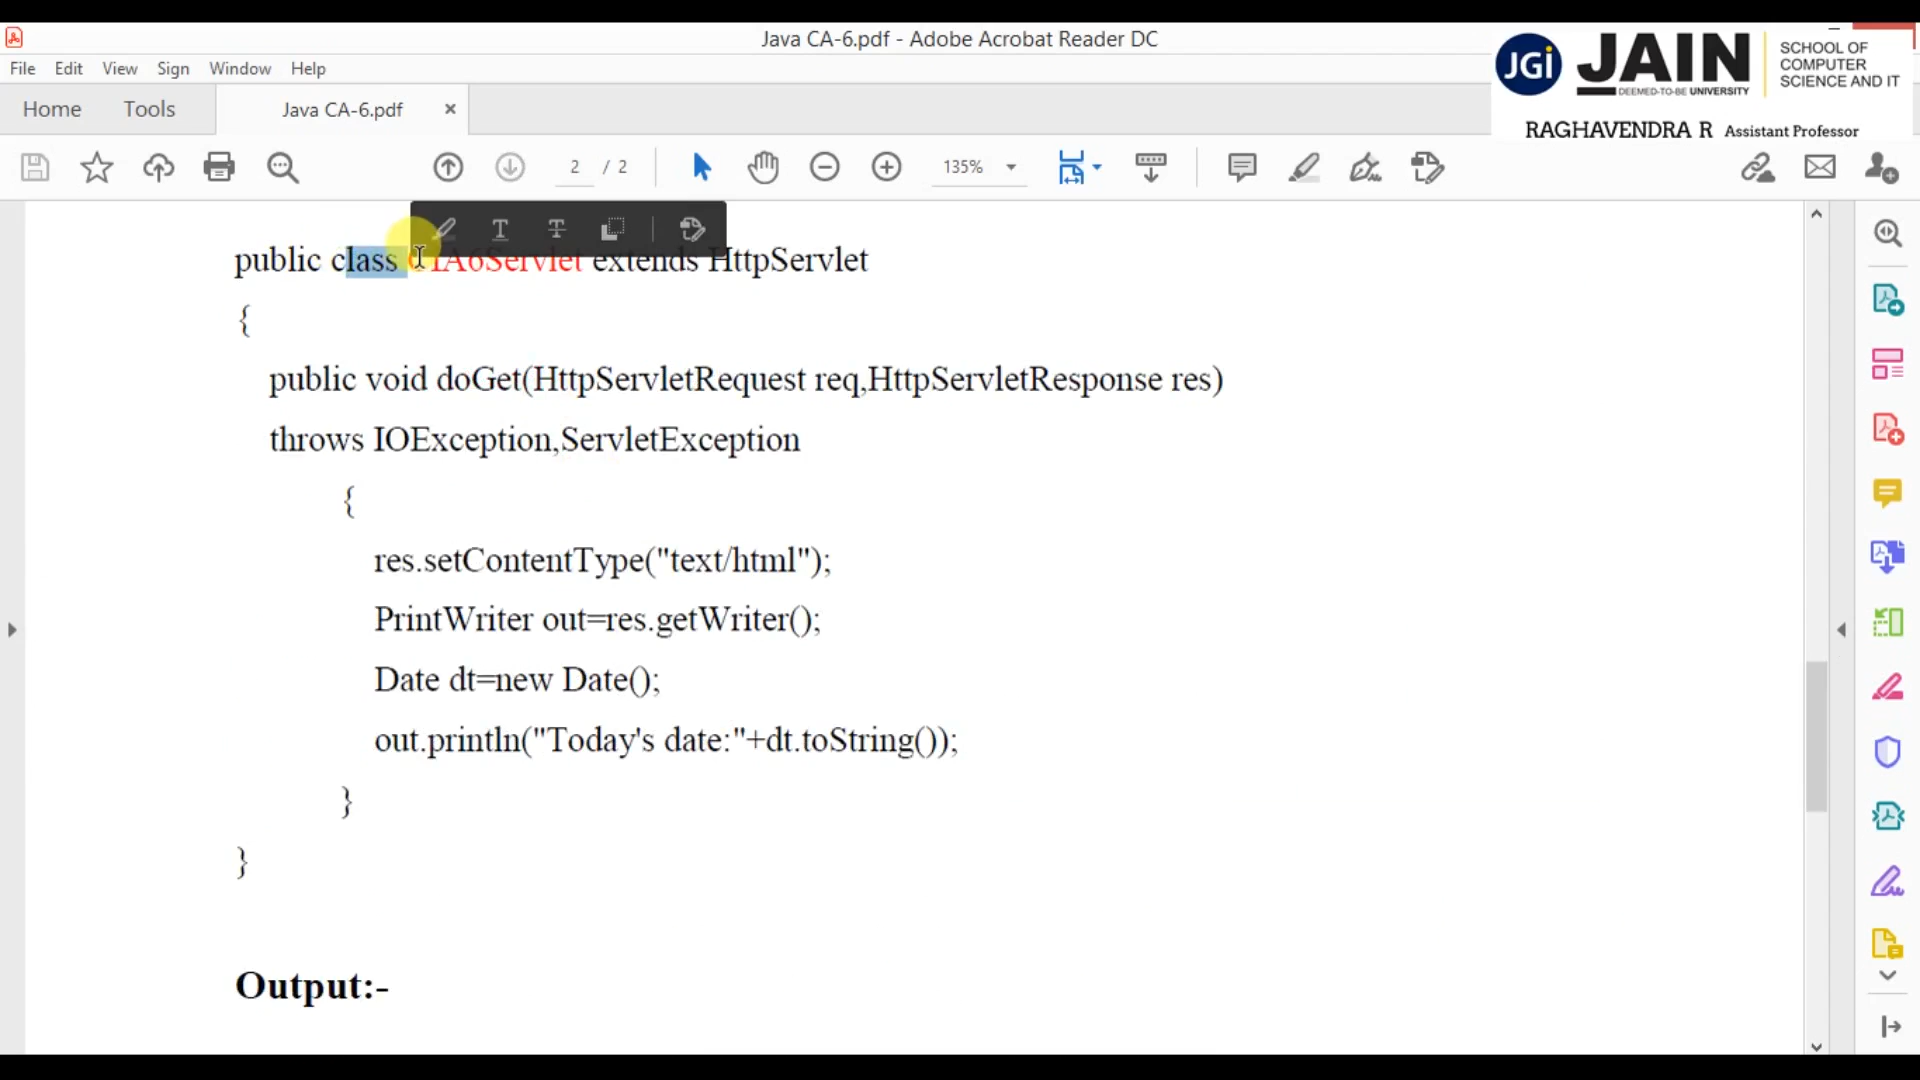 Java CA-6.pdf - Adobe Acrobat Reader DC
JGi JAIN
DEEMED-TO-BE UNIVERSITY
SCHOOL OF
COMPUTER
SCIENCE AND IT
RAGHAVENDRA R Assistant Professor
File Edit View Sign Window Help
Home Tools Java CA-6.pdf
2 / 2 135%
public class CIA6Servlet extends HttpServlet
{
public void doGet(HttpServletRequest req,HttpServletResponse res)
throws IOException,ServletException
{
res.setContentType("text/html");
PrintWriter out=res.getWriter();
Date dt=new Date();
out.println("Today's date:"+dt.toString());
}
}
Output:-